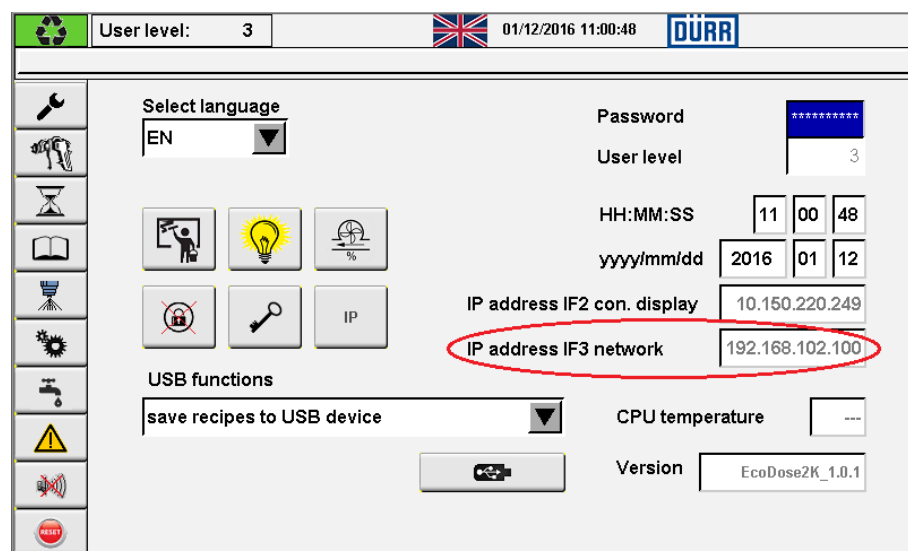 User level: 3 01/12/2016 11:00:48 DÜRR
Select language
EN
Password **********
User level 3
HH:MM:SS 11 00 48
yyyy/mm/dd 2016 01 12
%
IP
IP address IF2 con. display 10.150.220.249
IP address IF3 network 192.168.102.100
USB functions
save recipes to USB device
CPU temperature ---
Version EcoDose2K_1.0.1
RESET